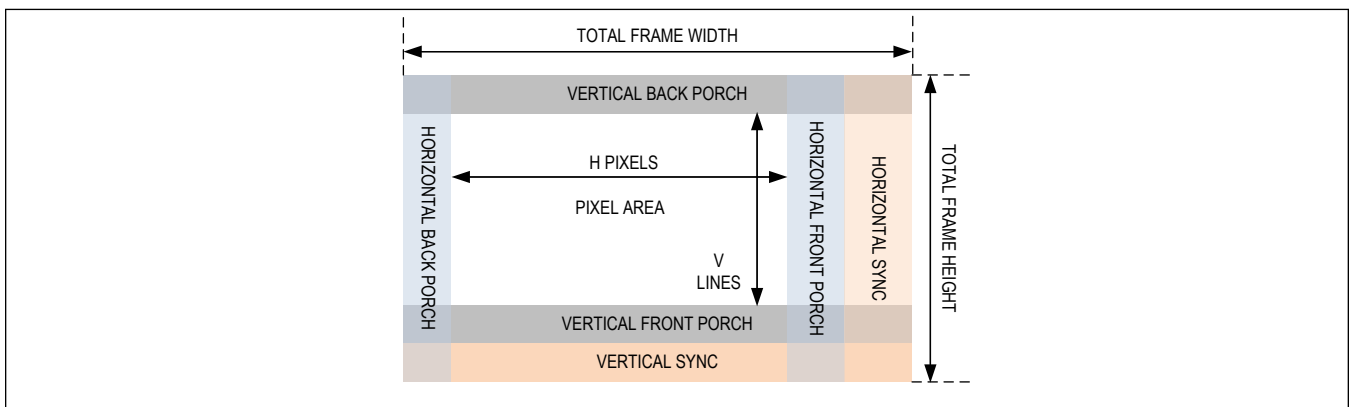 TOTAL FRAME WIDTH
VERTICAL BACK PORCH
HORIZONTAL BACK PORCH
H PIXELS
PIXEL AREA
V
LINES
HORIZONTAL FRONT PORCH
HORIZONTAL SYNC
TOTAL FRAME HEIGHT
VERTICAL FRONT PORCH
VERTICAL SYNC